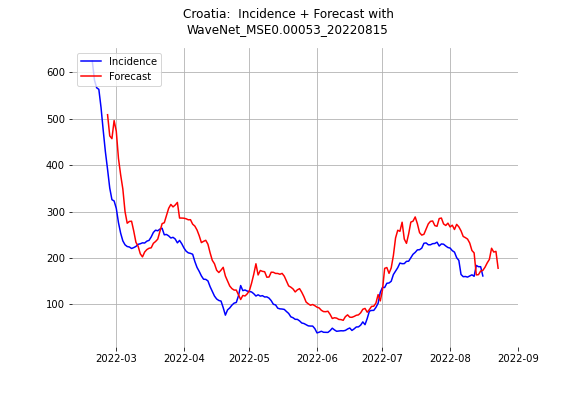 Croatia:  Incidence + Forecast with
WaveNet_MSE0.00053_20220815
Incidence
Forecast
600
500
400
300
200
100
2022-03 2022-04 2022-05 2022-06 2022-07 2022-08 2022-09